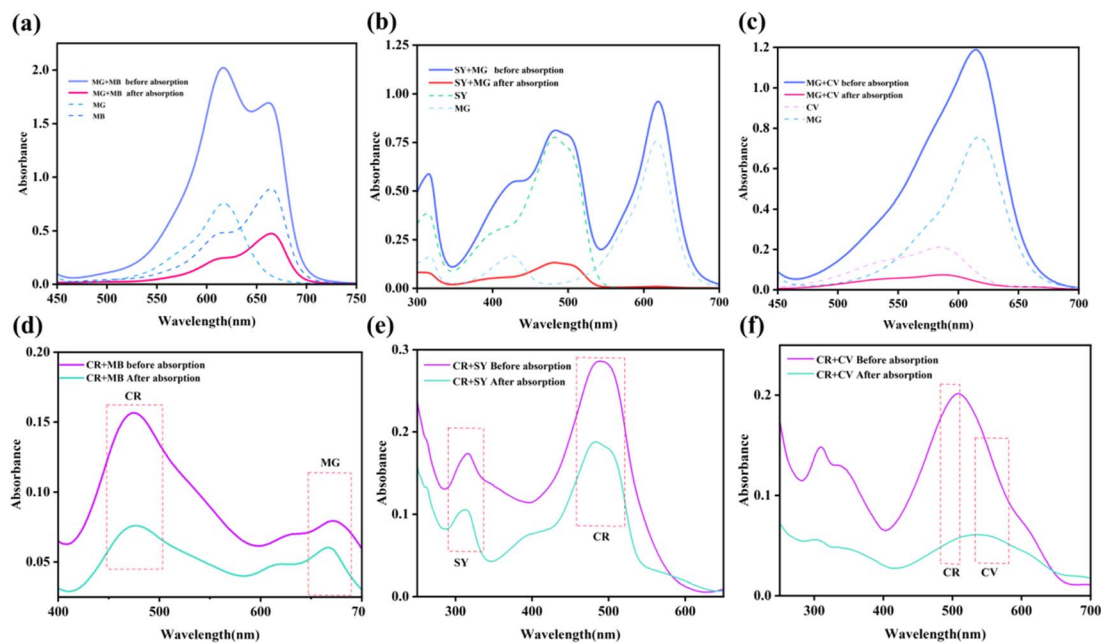 (a)
2.0
1.5
1.0
0.5
0.0
Absorbance
MG+MB before absorption
MG+MB after absorption
MG
MB
450 500 550 600 650 700 750
Wavelength(nm)
(b)
1.25
1.00
0.75
0.50
0.25
0.00
Absorbance
SY+MG before absorption
SY+MG after absorption
SY
MG
300 400 500 600 700
Wavelength(nm)
(c)
1.2
1.0
0.8
0.6
0.4
0.2
0.0
Absorbance
MG+CV before absorption
MG+CV after absorption
CV
MG
450 500 550 600 650 700
Wavelength(nm)
(d)
0.20
0.15
0.10
0.05
Absorbance
CR+MB before absorption
CR+MB After absorption
CR
MG
400 500 600 70
Wavelength(nm)
(e)
0.3
0.2
0.1
0.0
Absorbance
CR+SY Before absorption
CR+SY After absorption
SY
CR
300 400 500 600
Wavelength(nm)
(f)
0.2
0.1
0.0
Absorbance
CR+CV Before absorption
CR+CV After absorption
CR
CV
300 400 500 600 700
Wavelength(nm)